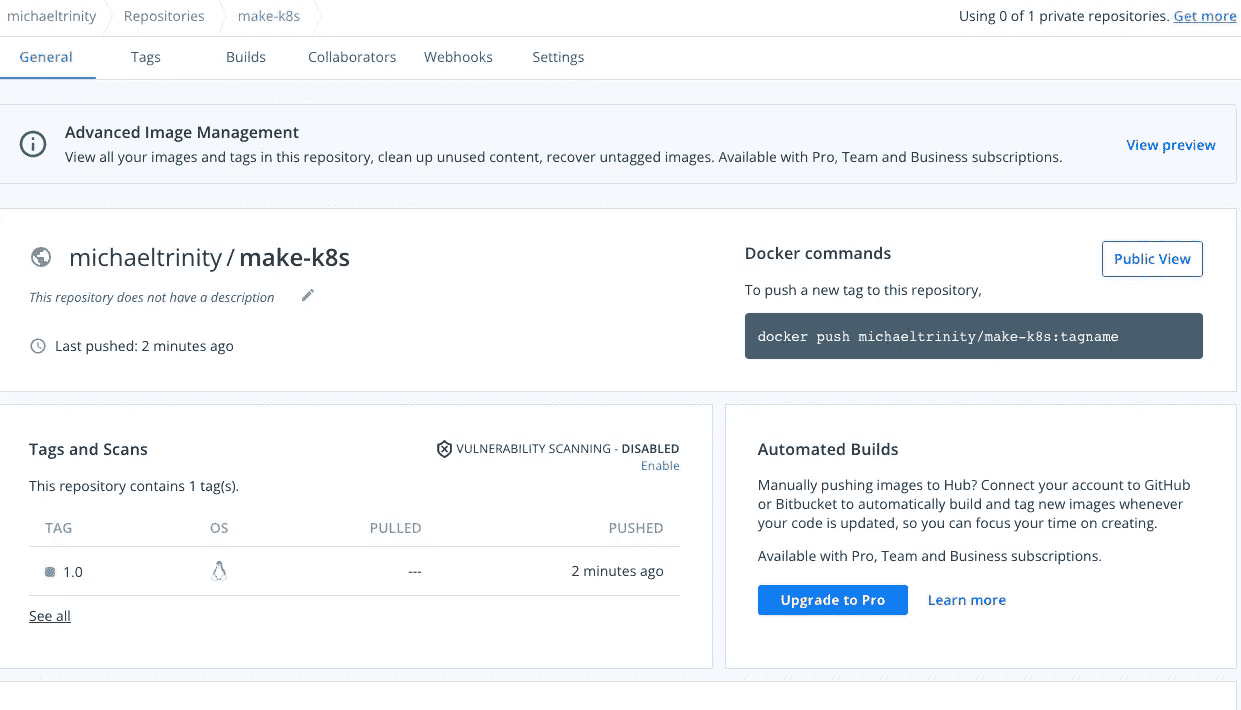 michaeltrinity Repositories make-k8s Using 0 of 1 private repositories. Get more
General Tags Builds Collaborators Webhooks Settings
Advanced Image Management
View all your images and tags in this repository, clean up unused content, recover untagged images. Available with Pro, Team and Business subscriptions.
View preview
michaeltrinity / make-k8s
This repository does not have a description
Last pushed: 2 minutes ago
Docker commands
Public View
To push a new tag to this repository,
docker push michaeltrinity/make-k8s:tagname
Tags and Scans
VULNERABILITY SCANNING - DISABLED
Enable
This repository contains 1 tag(s).
TAG OS PULLED PUSHED
1.0 --- 2 minutes ago
See all
Automated Builds
Manually pushing images to Hub? Connect your account to GitHub
or Bitbucket to automatically build and tag new images whenever
your code is updated, so you can focus your time on creating.
Available with Pro, Team and Business subscriptions.
Upgrade to Pro Learn more